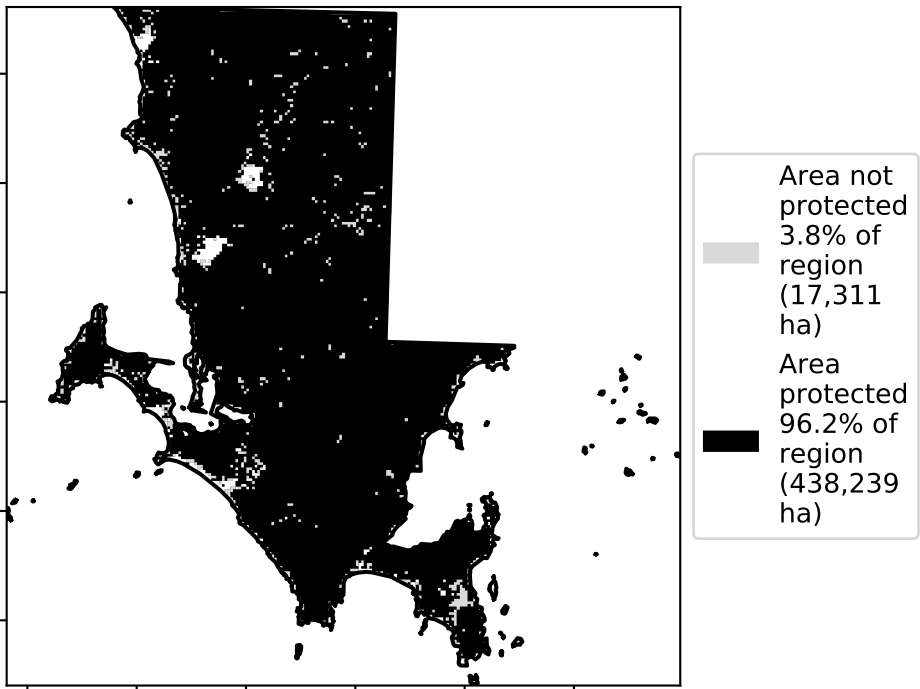 Area not
protected
3.8% of
region
(17,311
ha)
Area
protected
96.2% of
region
(438,239
ha)